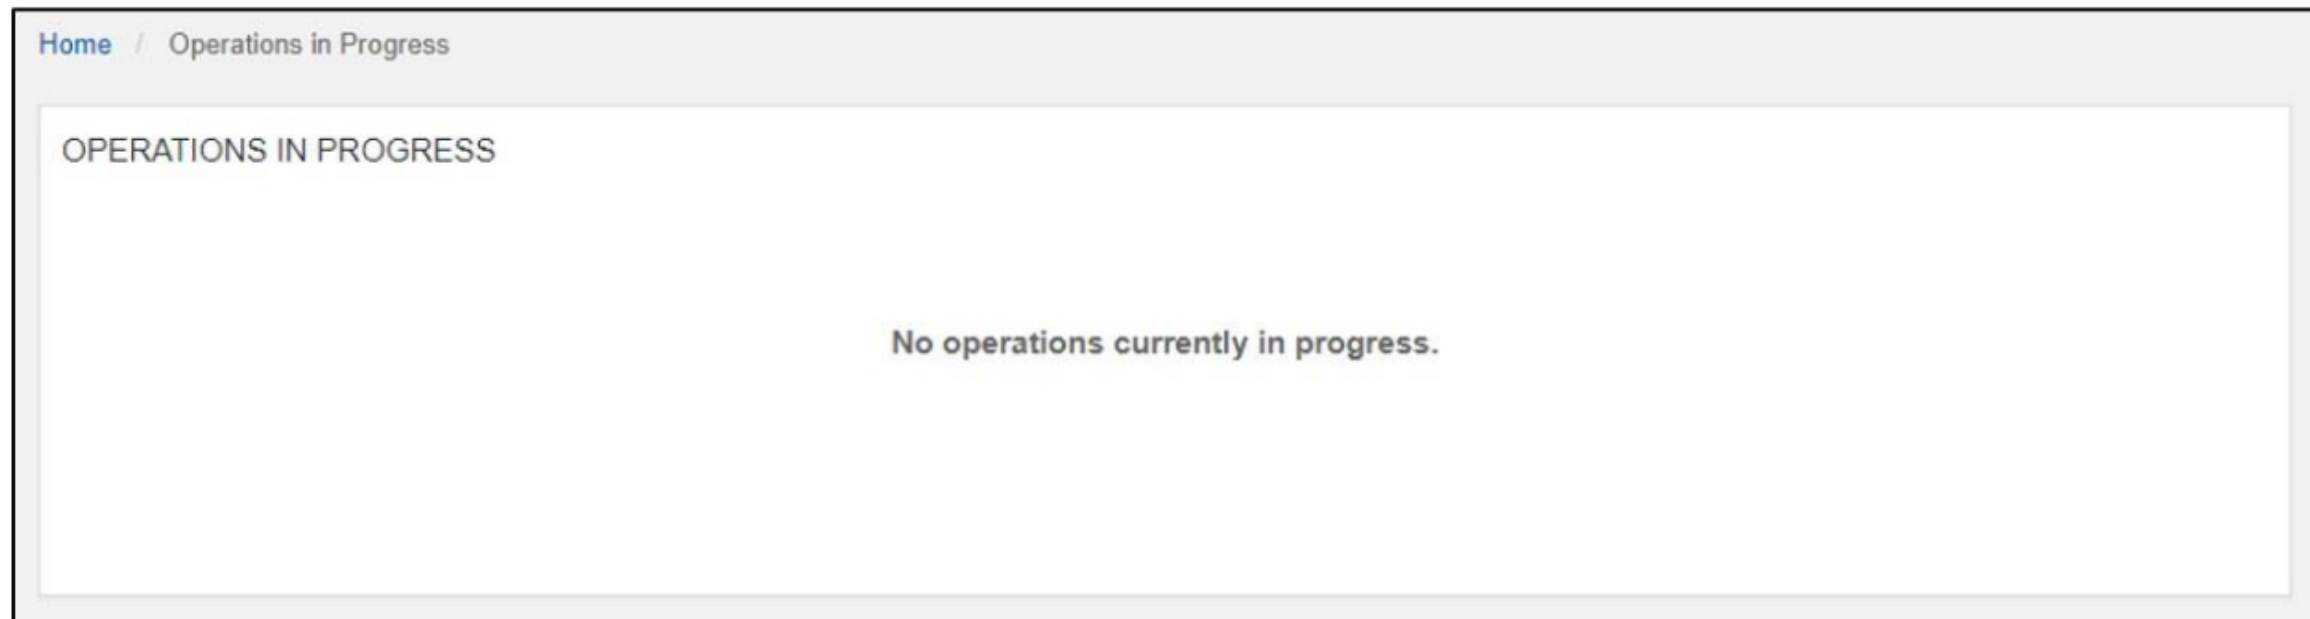 Home / Operations in Progress
OPERATIONS IN PROGRESS
No operations currently in progress.